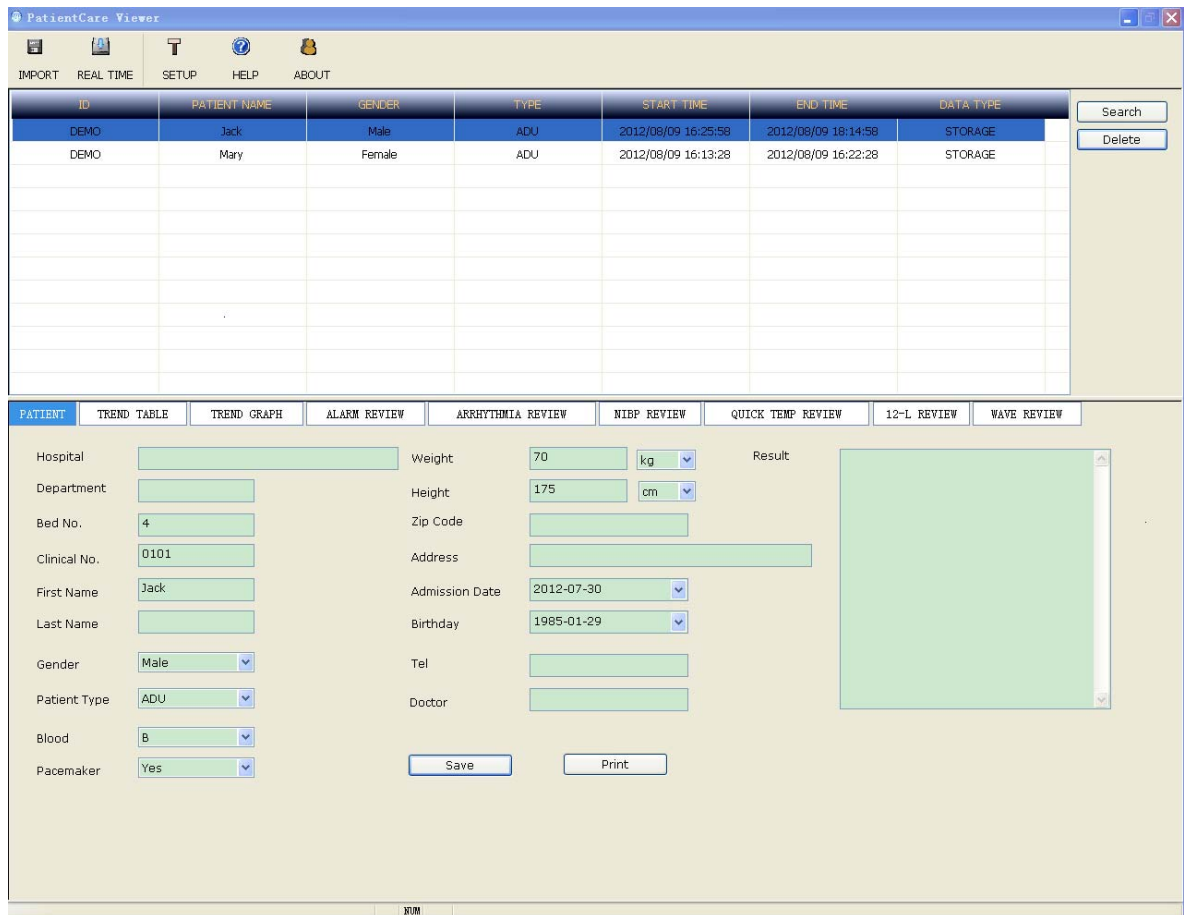 PatientCare Viewer
IMPORT REAL TIME SETUP HELP ABOUT
ID PATIENT NAME GENDER TYPE START TIME END TIME DATA TYPE
Search
DEMO Jack Male ADU 2012/08/09 16:25:58 2012/08/09 18:14:58 STORAGE
Delete
DEMO Mary Female ADU 2012/08/09 16:13:28 2012/08/09 16:22:28 STORAGE
PATIENT TREND TABLE TREND GRAPH ALARM REVIEW ARRHYTHMIA REVIEW NIBP REVIEW QUICK TEMP REVIEW 12-L REVIEW WAVE REVIEW
Hospital Weight 70 kg Result
Department Height 175 cm
Bed No. 4 Zip Code
Clinical No. 0101 Address
First Name Jack Admission Date 2012-07-30
Last Name Birthday 1985-01-29
Gender Male Tel
Patient Type ADU Doctor
Blood B
Pacemaker Yes Save Print
NUM